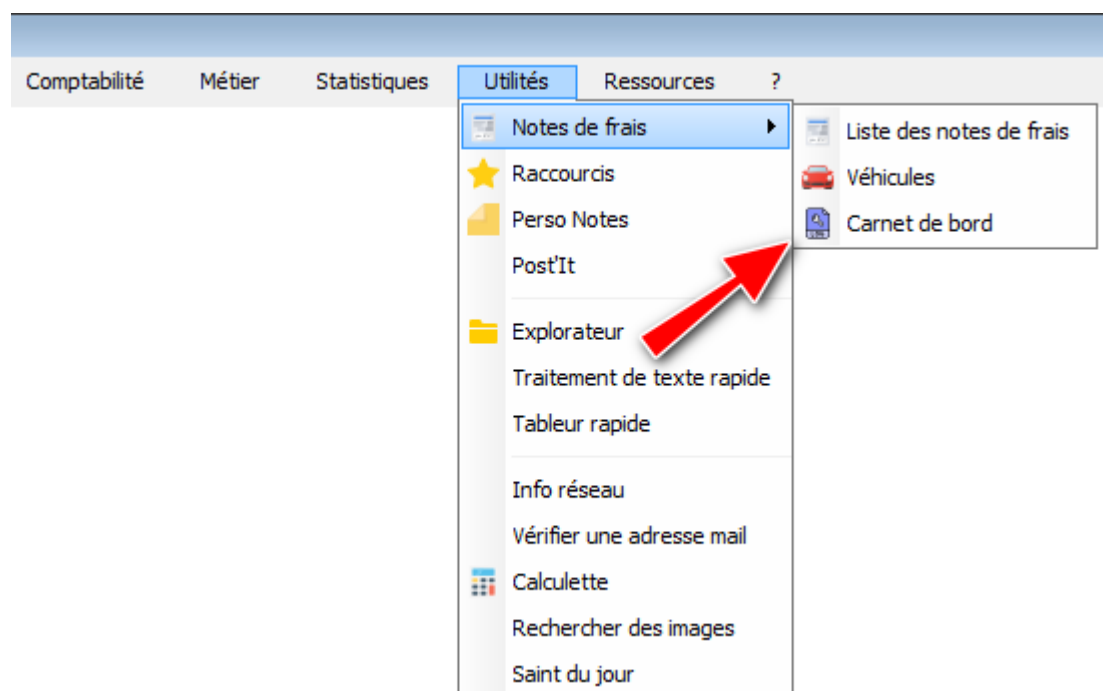 Comptabilité Métier Statistiques Utilités Ressources ?
Notes de frais
Raccourcis
Perso Notes
Post'It
Explorateur
Traitement de texte rapide
Tableur rapide
Info réseau
Vérifier une adresse mail
Calculette
Rechercher des images
Saint du jour
Liste des notes de frais
Véhicules
Carnet de bord